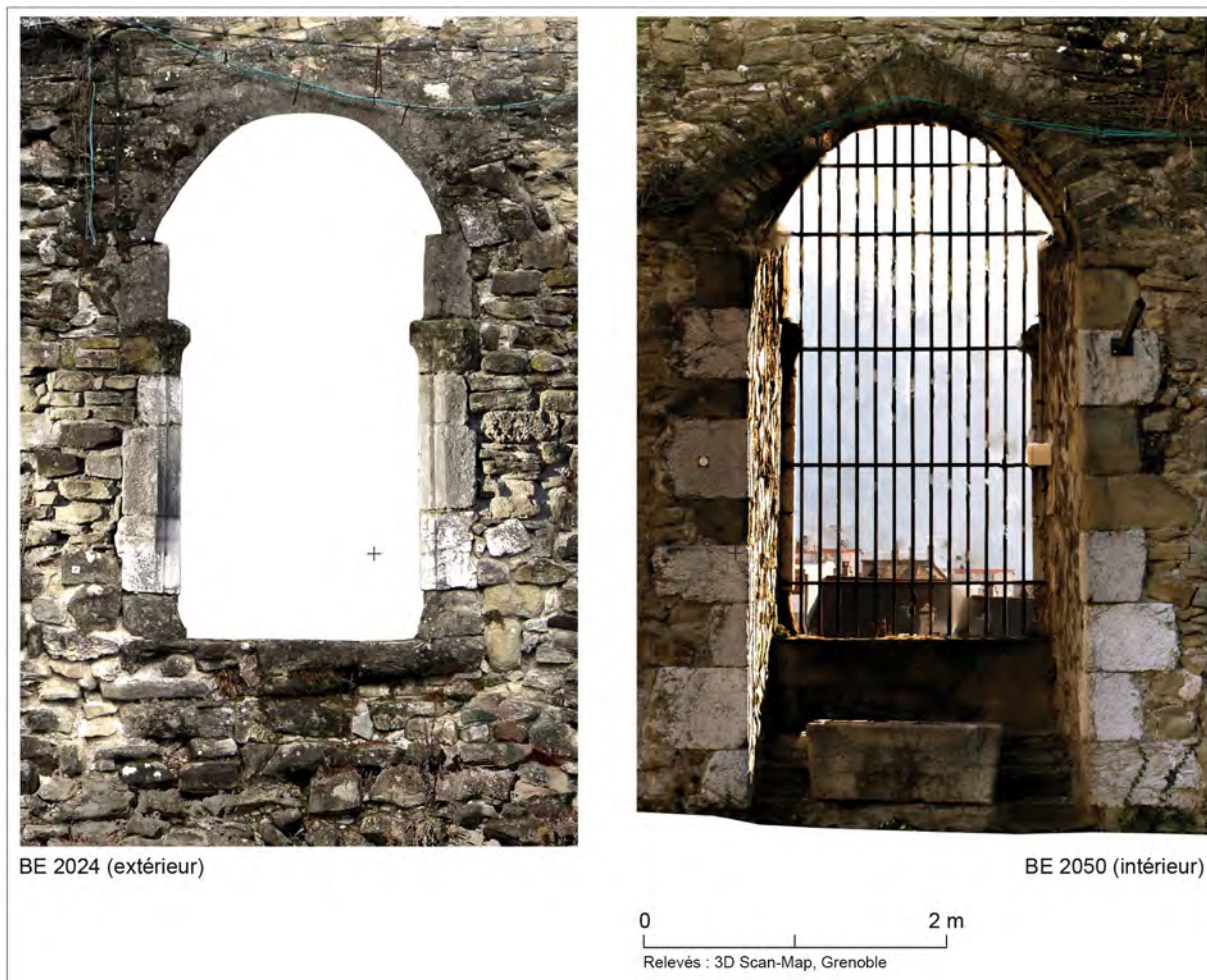 BE 2024 (extérieur)
BE 2050 (intérieur)
0 2 m
Relevés : 3D Scan-Map, Grenoble